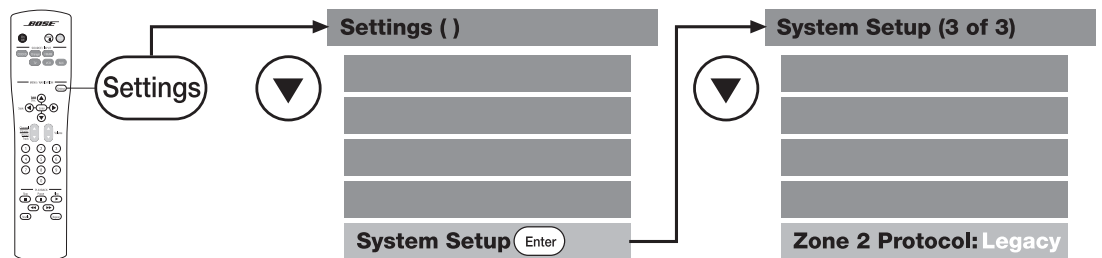 BOSE
Settings
Settings ( )
System Setup Enter
System Setup (3 of 3)
Zone 2 Protocol: Legacy